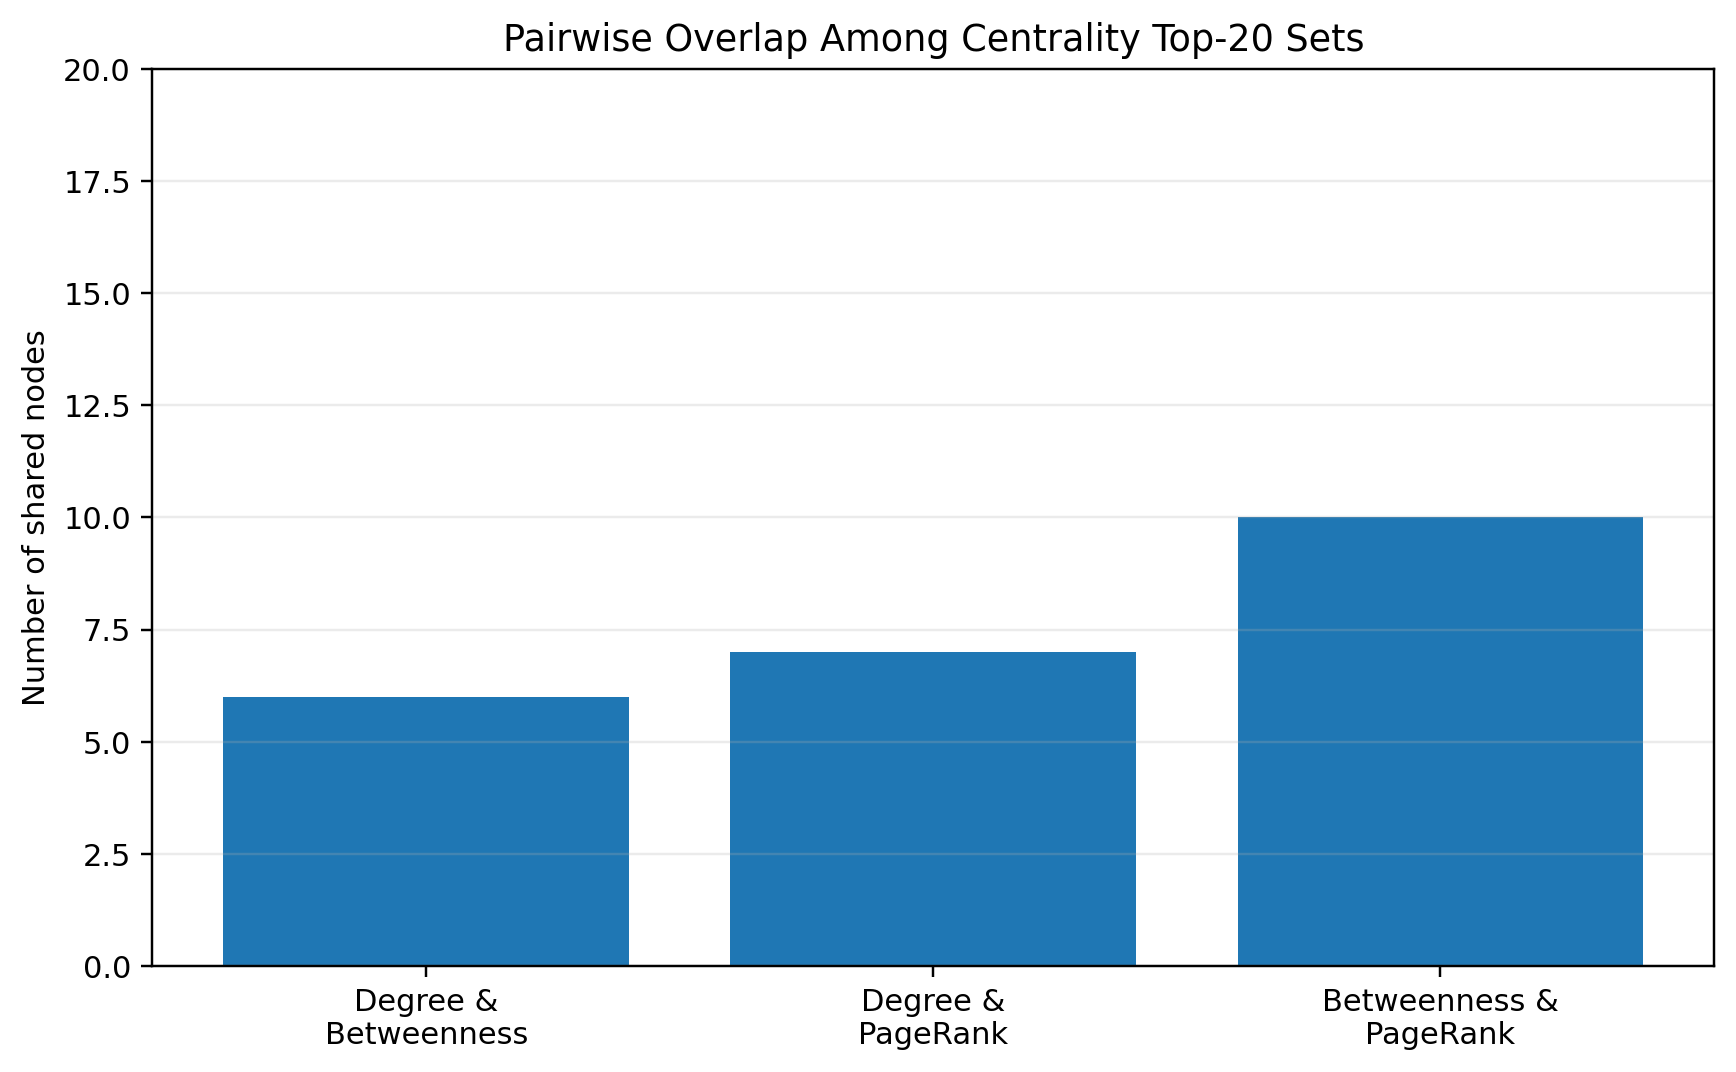 Pairwise Overlap Among Centrality Top-20 Sets
Number of shared nodes
20.0
17.5
15.0
12.5
10.0
7.5
5.0
2.5
0.0
Degree &
Betweenness
Degree &
PageRank
Betweenness &
PageRank